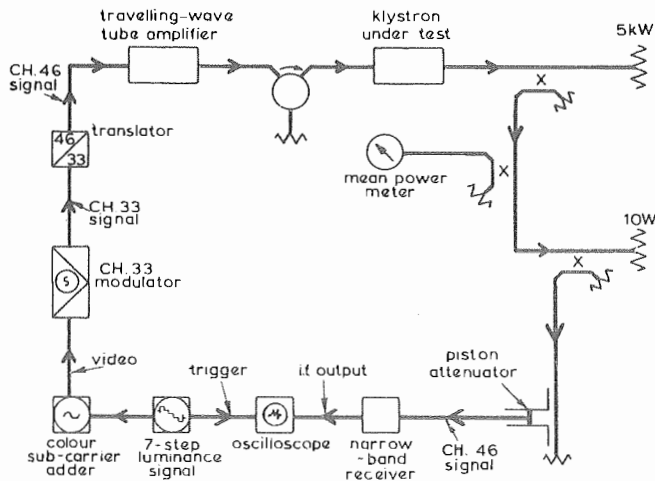 travelling-wave
tube amplifier
klystron
under test
5kW
CH.46
signal
X
46
33
translator
mean power
meter
X
CH.33
signal
10W
X
CH.33
modulator
S
video
trigger
i.f. output
piston
attenuator
colour
sub-carrier
adder
7-step
luminance
signal
oscilloscope
narrow
-band
receiver
CH. 46
signal